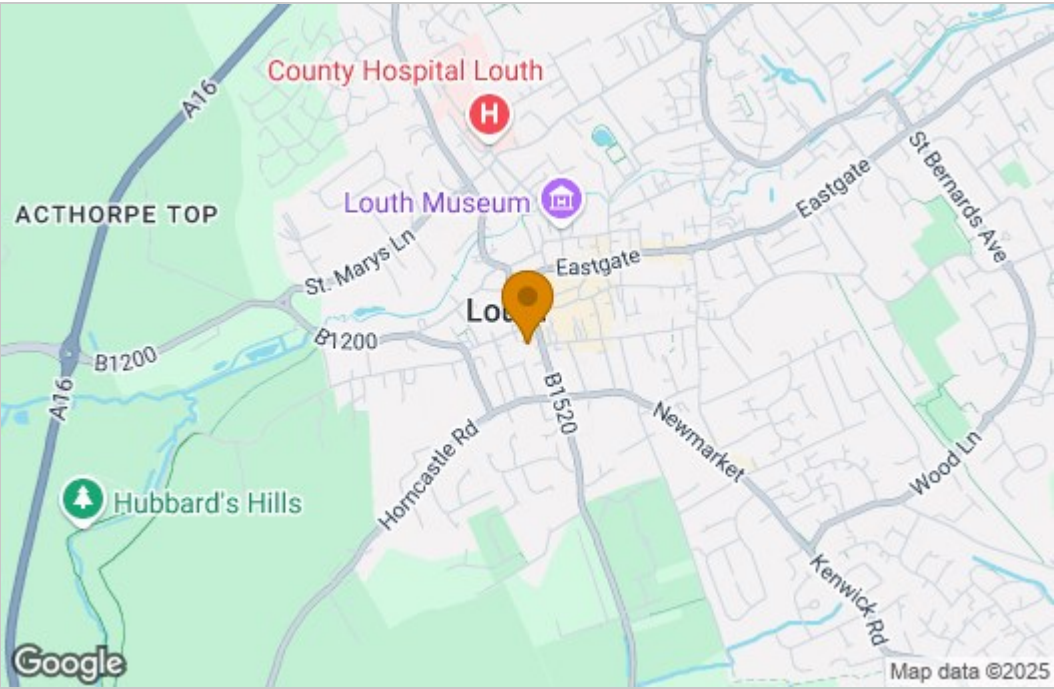 County Hospital Louth
H
A16
Louth Museum
St Bernards Ave
Eastgate
ACTHORPE TOP
St. Marys Ln
Eastgate
B1200
B1200
A16
B1520
Newmarket
Horncastle Rd
Wood Ln
Hubbard's Hills
Kenwick Rd
Google
Map data ©2025